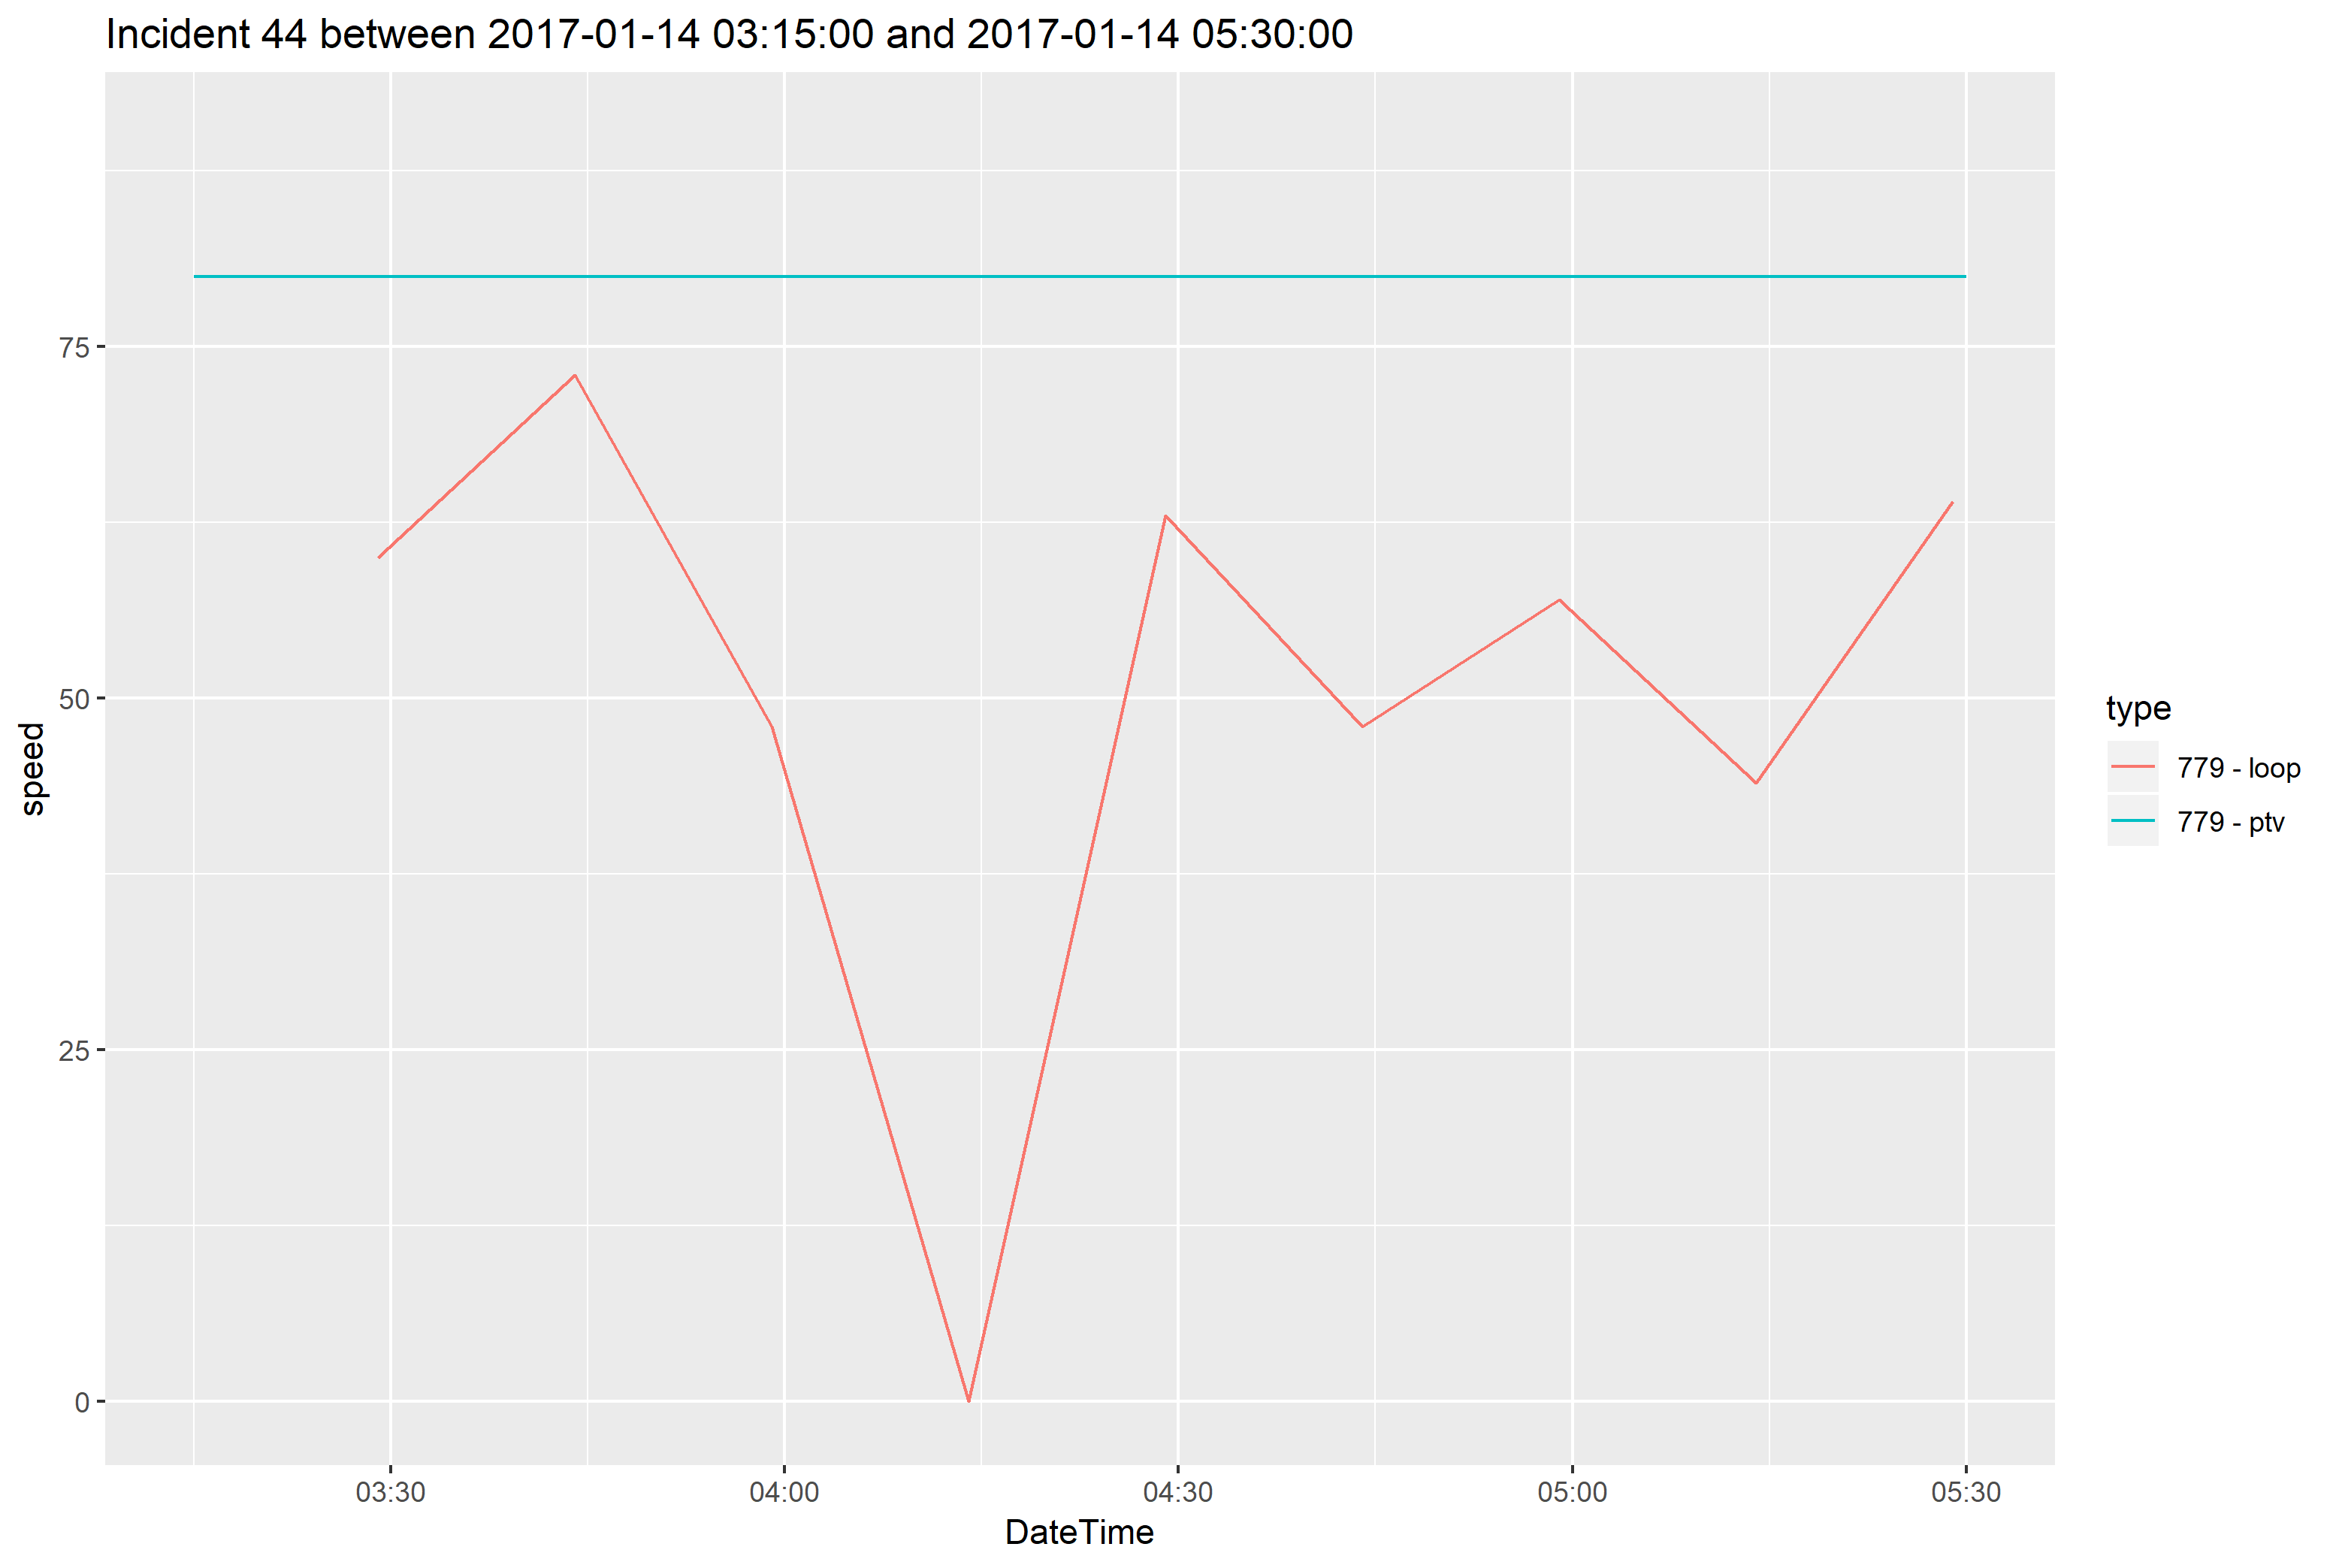 Incident 44 between 2017-01-14 03:15:00 and 2017-01-14 05:30:00
75
50
25
0
speed
03:30 04:00 04:30 05:00 05:30
DateTime
type
779 - loop
779 - ptv